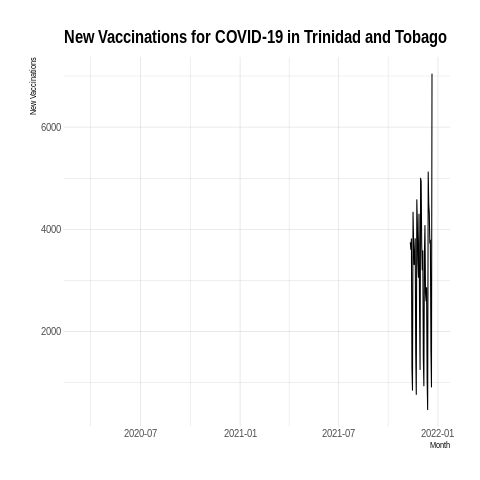 New Vaccinations for COVID-19 in Trinidad and Tobago
New Vaccinations
6000
4000
2000
2020-07 2021-01 2021-07 2022-01
Month